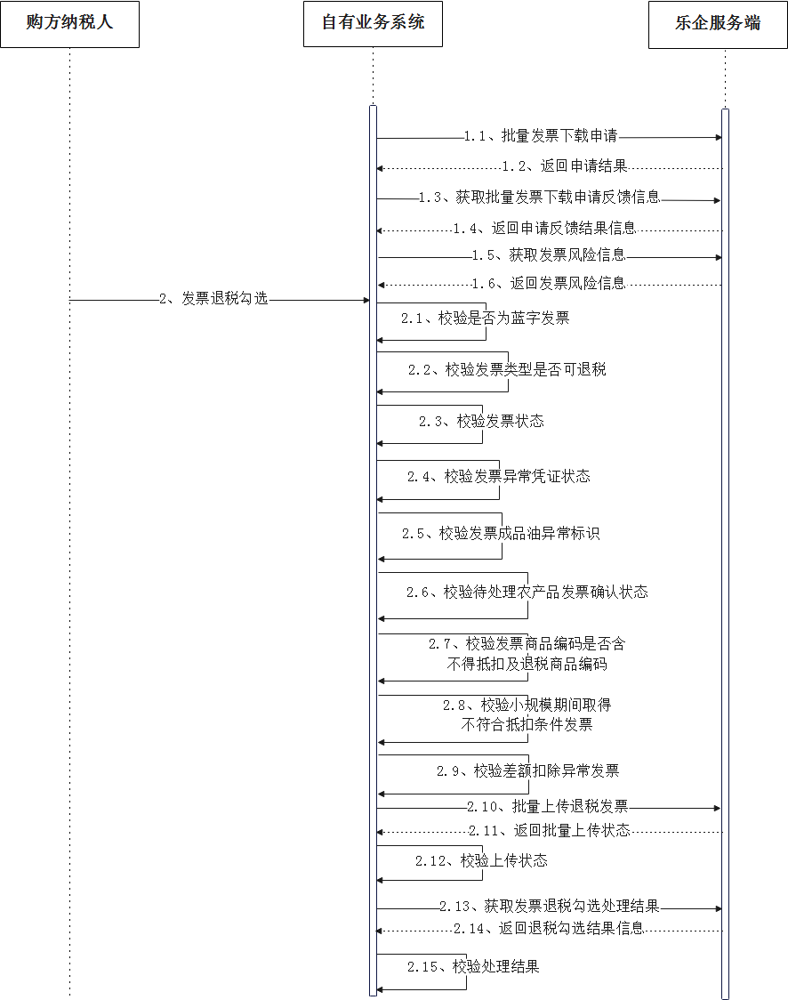 购方纳税人
自有业务系统
乐企服务端
1.1、批量发票下载申请
1.2、返回申请结果
1.3、获取批量发票下载申请反馈信息
1.4、返回申请反馈结果信息
1.5、获取发票风险信息
1.6、返回发票风险信息
2、发票退税勾选
2.1、校验是否为蓝字发票
2.2、校验发票类型是否可退税
2.3、校验发票状态
2.4、校验发票异常凭证状态
2.5、校验发票成品油异常标识
2.6、校验待处理农产品发票确认状态
2.7、校验发票商品编码是否含
不得抵扣及退税商品编码
2.8、校验小规模期间取得
不符合抵扣条件发票
2.9、校验差额扣除异常发票
2.10、批量上传退税发票
2.11、返回批量上传状态
2.12、校验上传状态
2.13、获取发票退税勾选处理结果
2.14、返回退税勾选结果信息
2.15、校验处理结果